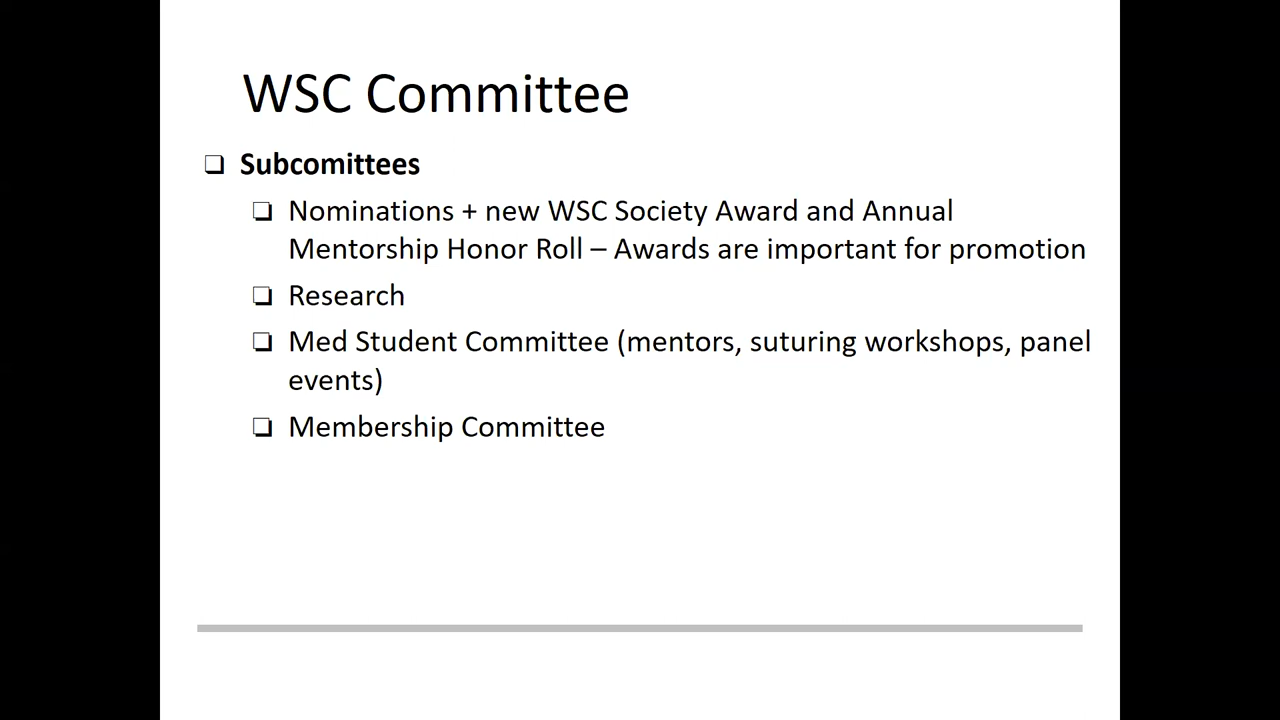 WSC Committee
❑ Subcomittees
❑ Nominations + new WSC Society Award and Annual
Mentorship Honor Roll – Awards are important for promotion
❑ Research
❑ Med Student Committee (mentors, suturing workshops, panel
events)
❑ Membership Committee